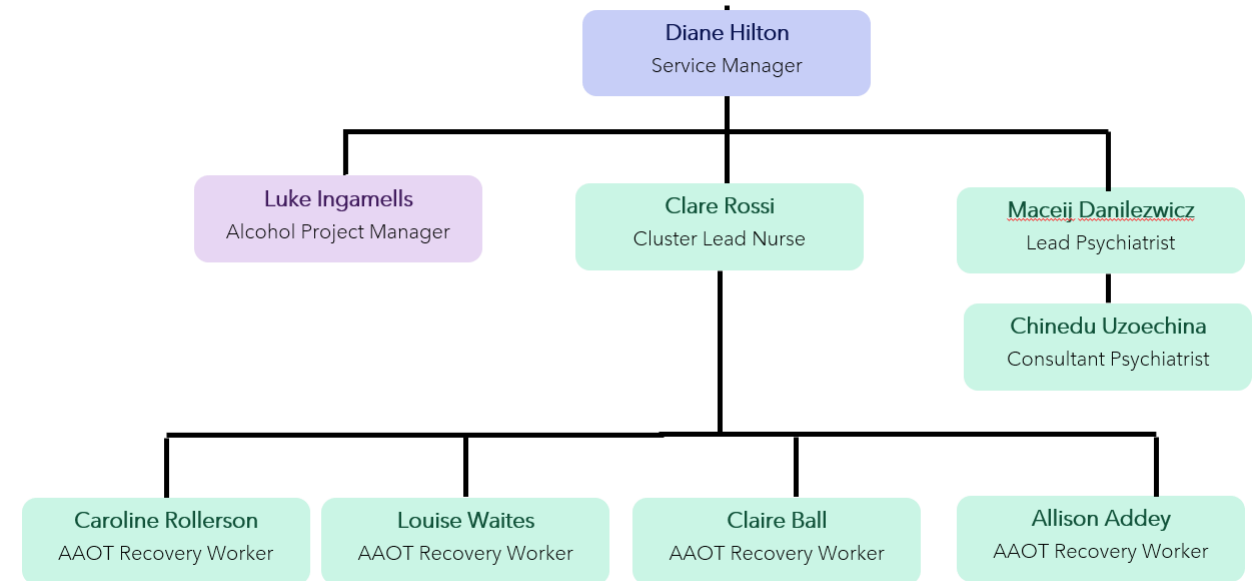 Diane Hilton
Service Manager
Luke Ingamells
Alcohol Project Manager
Clare Rossi
Cluster Lead Nurse
Maceij Danilezwicz
Lead Psychiatrist
Chinedu Uzoechina
Consultant Psychiatrist
Caroline Rollerson
AAOT Recovery Worker
Louise Waites
AAOT Recovery Worker
Claire Ball
AAOT Recovery Worker
Allison Addey
AAOT Recovery Worker